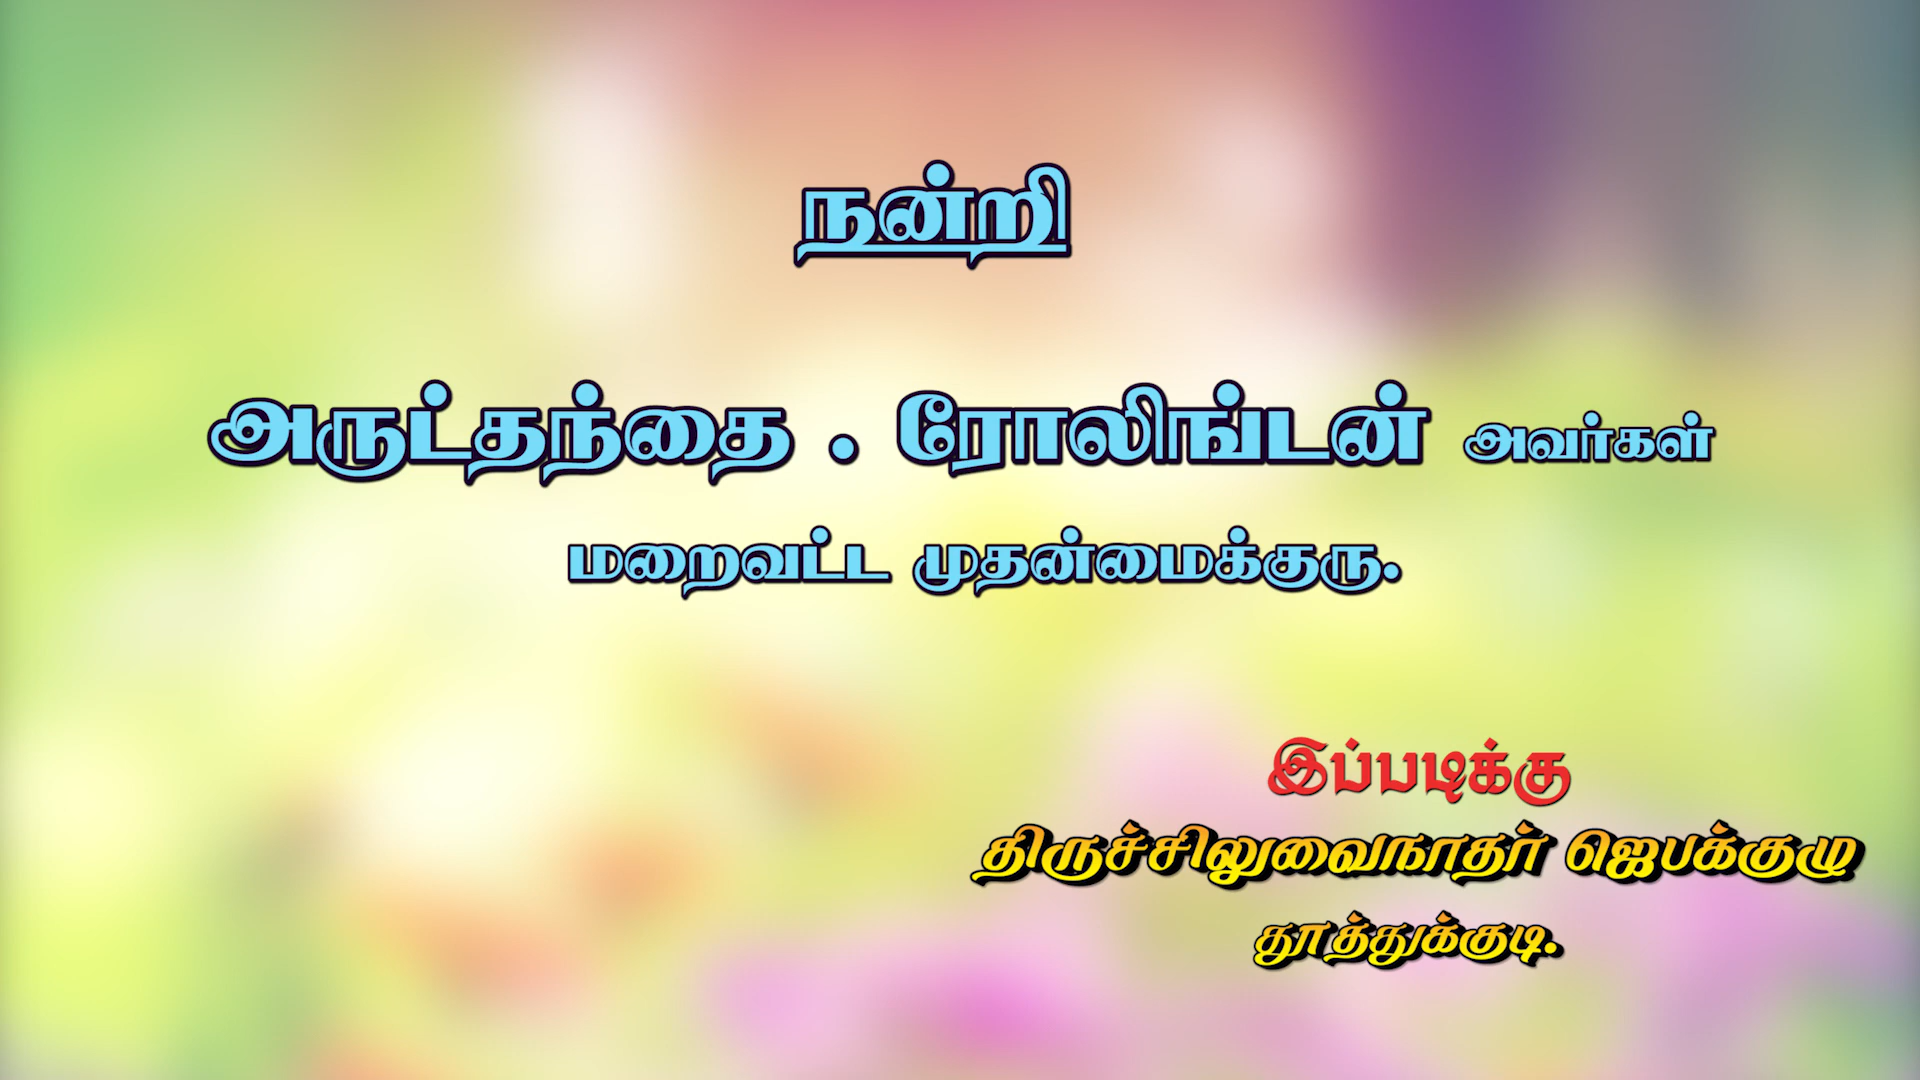 நன்றி
அருட்தந்தை . ரோலிங்டன் அவர்கள்
மறைவட்ட முதன்மைக்குரு.
இப்படிக்கு
திருச்சிலுவைநாதர் ஜெபக்குழு
தூத்துக்குடி.